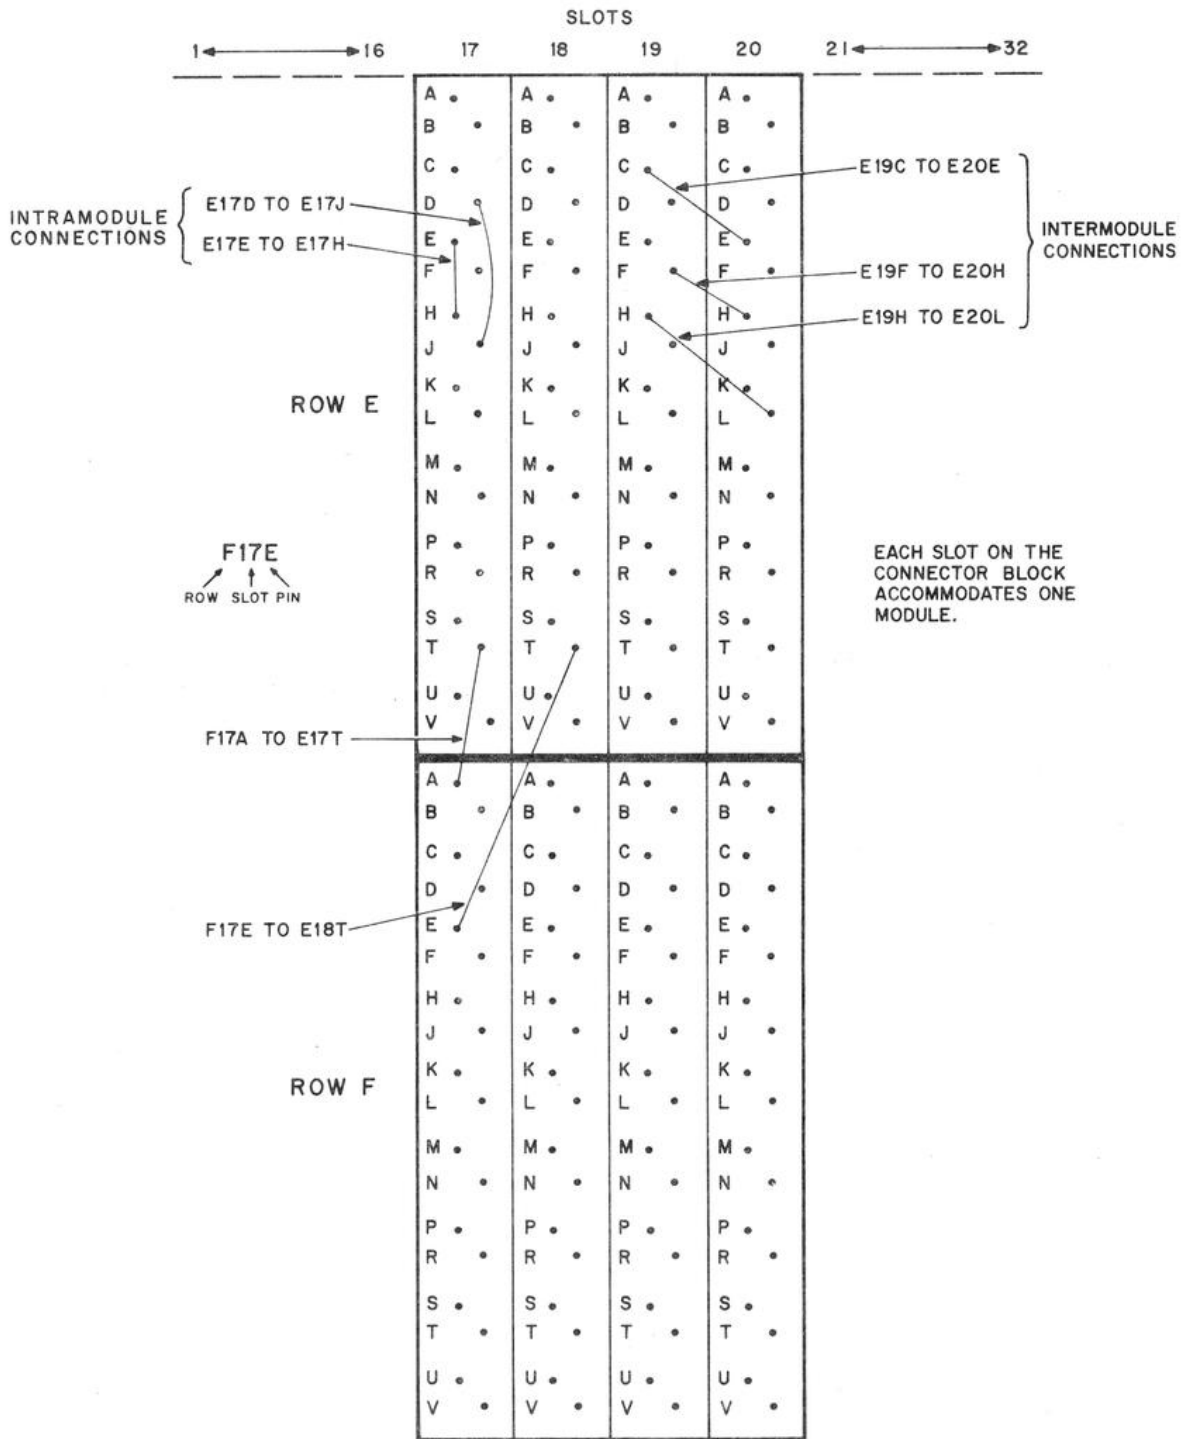 SLOTS
1 16 17 18 19 20 21 32
A A A A
B B B B
C C C C
E19C TO E20E
D D D D
E17D TO E17J
INTRAMODULE
CONNECTIONS
E17E TO E17H
E E E E
INTERMODULE
CONNECTIONS
F F F F
E19F TO E20H
H H H H
E19H TO E20L
J J J J
K K K K
ROW E
L L L L
M M M M
N N N N
P P P P
R R R R
F17E
ROW SLOT PIN
EACH SLOT ON THE
CONNECTOR BLOCK
ACCOMMODATES ONE
MODULE.
S S S S
T T T T
U U U U
V V V V
F17A TO E17T
A A A A
B B B B
C C C C
D D D D
E E E E
F17E TO E18T
F F F F
H H H H
J J J J
K K K K
ROW F
L L L L
M M M M
N N N N
P P P P
R R R R
S S S S
T T T T
U U U U
V V V V